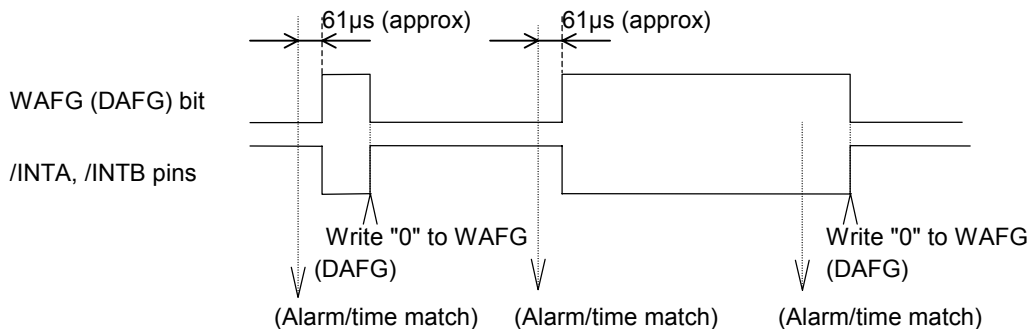 61µs (approx) 61µs (approx)
WAFG (DAFG) bit
/INTA, /INTB pins
Write "0" to WAFG Write "0" to WAFG
(DAFG) (DAFG)
(Alarm/time match) (Alarm/time match) (Alarm/time match)